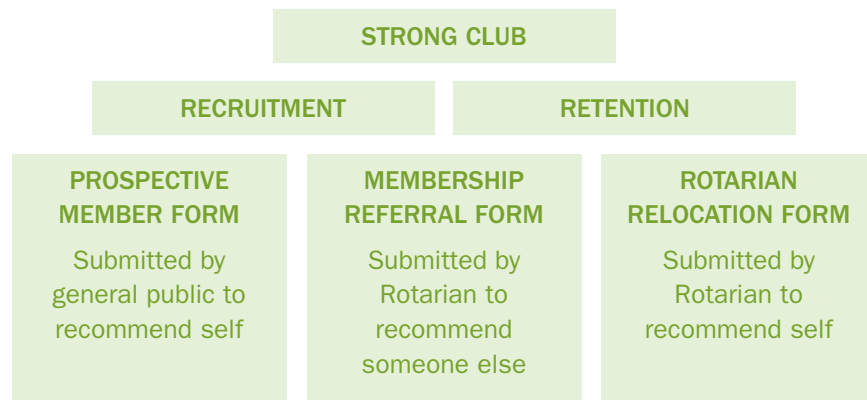 STRONG CLUB
RECRUITMENT
RETENTION
PROSPECTIVE
MEMBER FORM
Submitted by
general public to
recommend self
MEMBERSHIP
REFERRAL FORM
Submitted by
Rotarian to
recommend
someone else
ROTARIAN
RELOCATION FORM
Submitted by
Rotarian to
recommend self